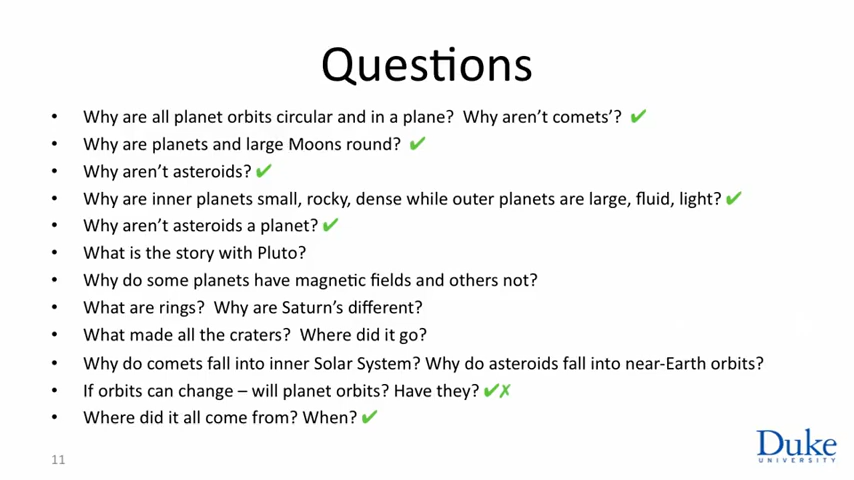 Questions
• Why are all planet orbits circular and in a plane? Why aren't comets'? ✔
• Why are planets and large Moons round? ✔
• Why aren't asteroids? ✔
• Why are inner planets small, rocky, dense while outer planets are large, fluid, light? ✔
• Why aren't asteroids a planet? ✔
• What is the story with Pluto?
• Why do some planets have magnetic fields and others not?
• What are rings? Why are Saturn's different?
• What made all the craters? Where did it go?
• Why do comets fall into inner Solar System? Why do asteroids fall into near-Earth orbits?
• If orbits can change – will planet orbits? Have they? ✔✘
• Where did it all come from? When? ✔
11
Duke
UNIVERSITY